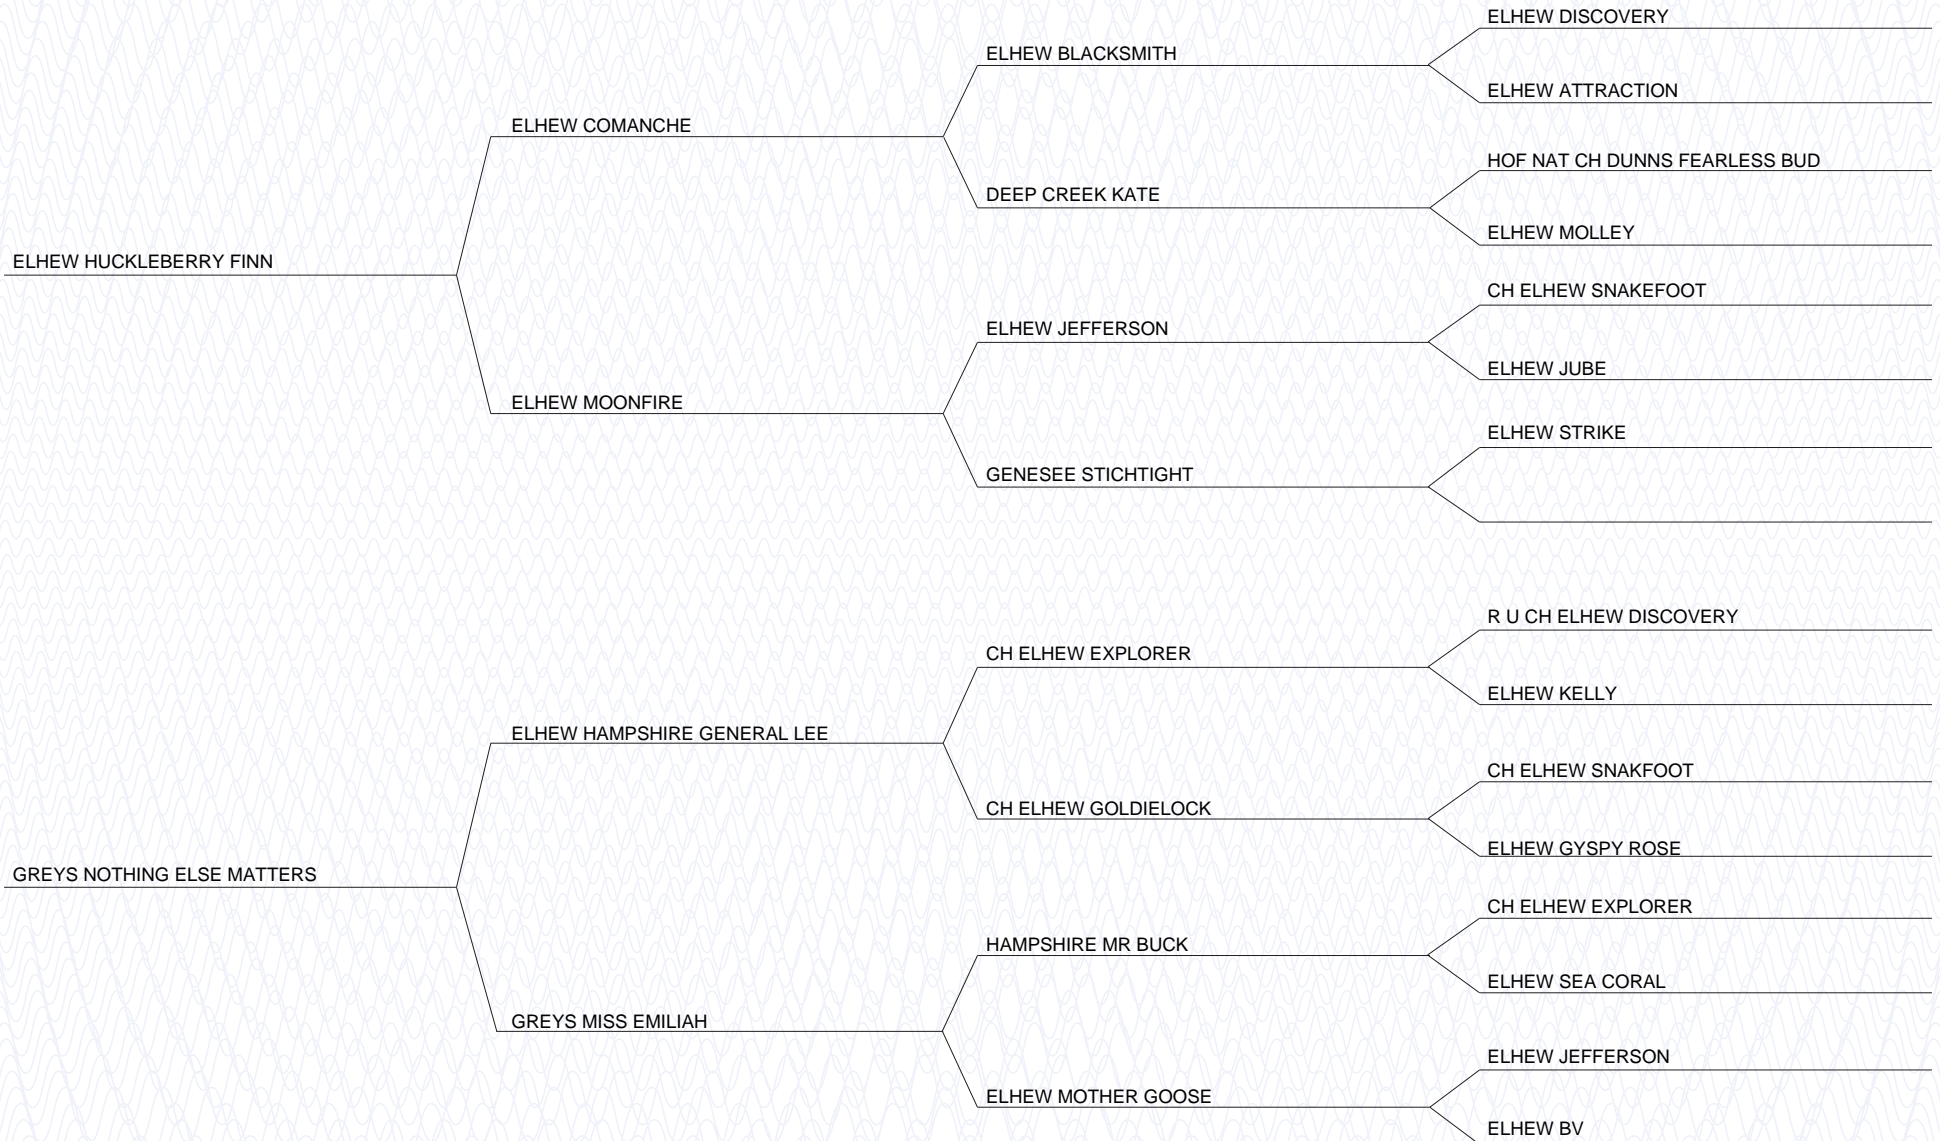 ELHEW DISCOVERY
ELHEW BLACKSMITH
ELHEW ATTRACTION
ELHEW COMANCHE
HOF NAT CH DUNNS FEARLESS BUD
DEEP CREEK KATE
ELHEW MOLLEY
ELHEW HUCKLEBERRY FINN
CH ELHEW SNAKEFOOT
ELHEW JEFFERSON
ELHEW JUBE
ELHEW MOONFIRE
ELHEW STRIKE
GENESEE STICHTIGHT
R U CH ELHEW DISCOVERY
CH ELHEW EXPLORER
ELHEW KELLY
ELHEW HAMPSHIRE GENERAL LEE
CH ELHEW SNAKFOOT
CH ELHEW GOLDIELOCK
ELHEW GYSPY ROSE
GREYS NOTHING ELSE MATTERS
CH ELHEW EXPLORER
HAMPSHIRE MR BUCK
ELHEW SEA CORAL
GREYS MISS EMILIAH
ELHEW JEFFERSON
ELHEW MOTHER GOOSE
ELHEW BV